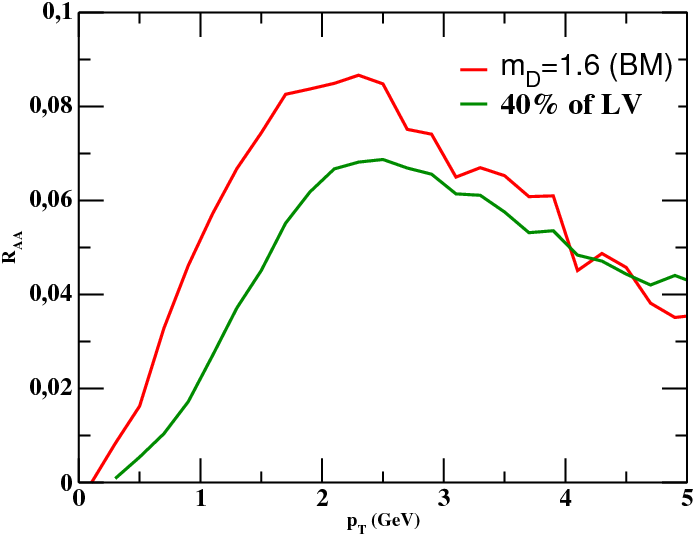 0,1
0,08
0,06
0,04
0,02
0
R_AA
m_D=1.6 (BM)
40% of LV
0 1 2 3 4 5
p_T (GeV)